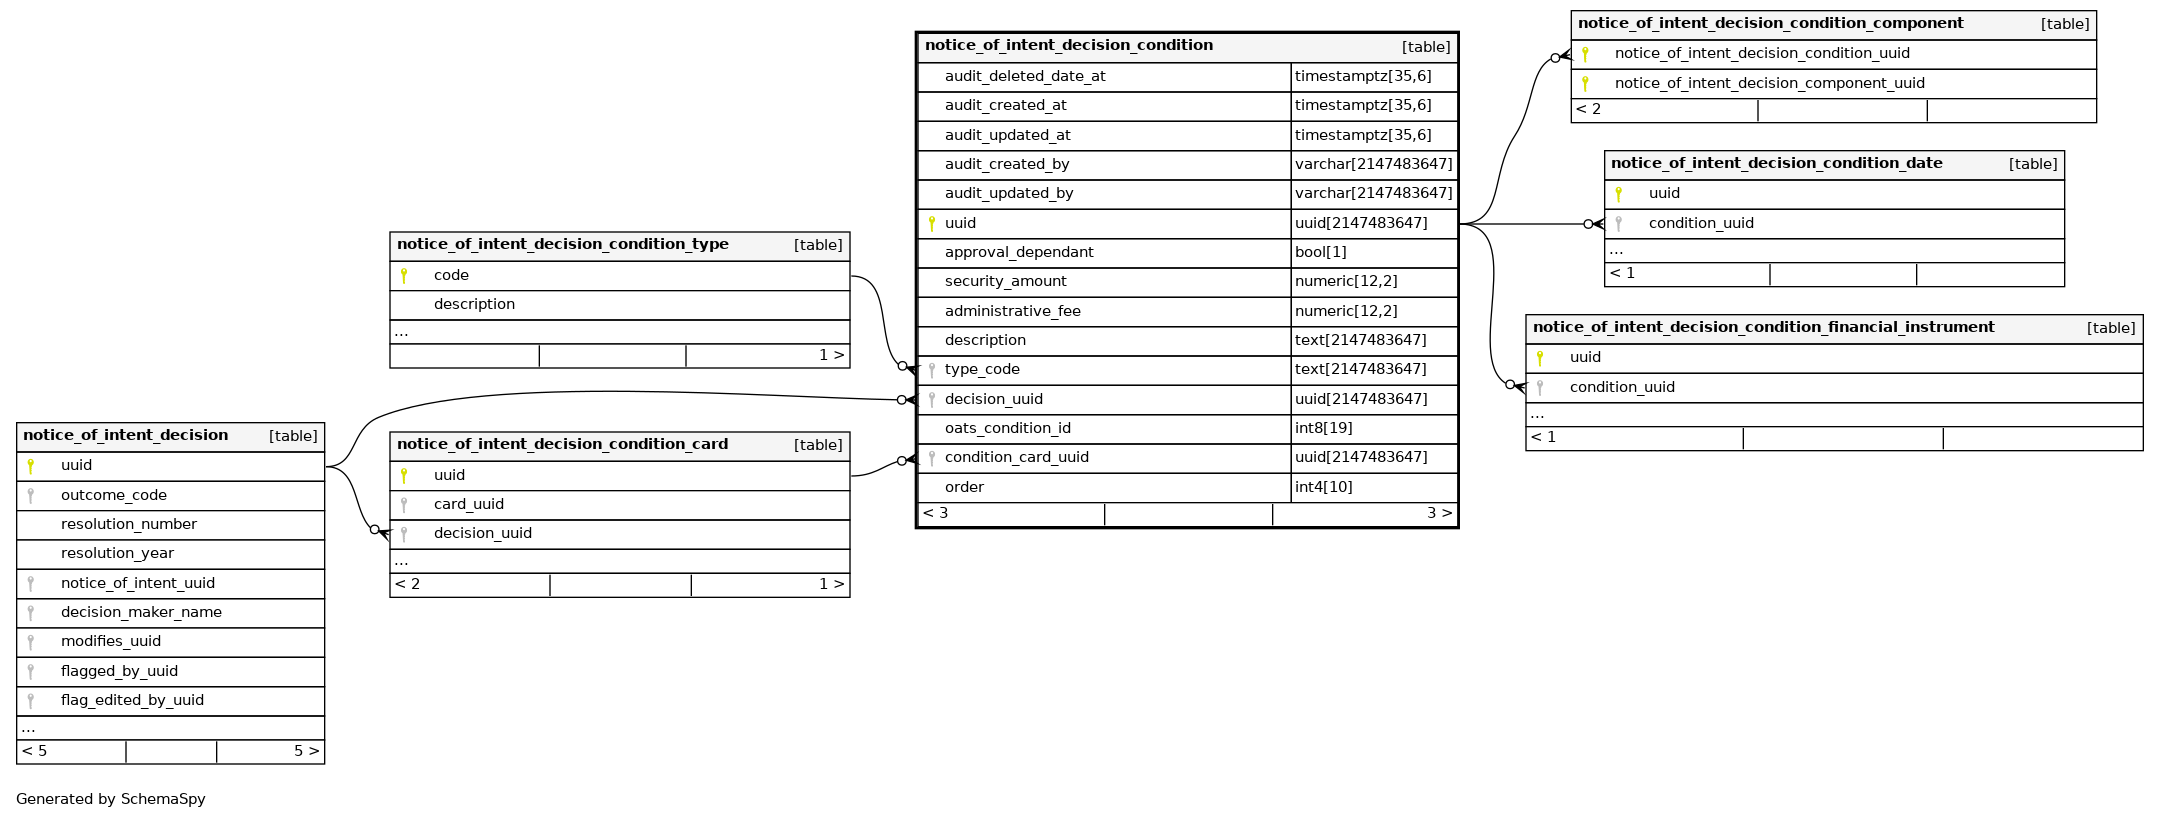 notice_of_intent_decision [table]
uuid
outcome_code
resolution_number
resolution_year
notice_of_intent_uuid
decision_maker_name
modifies_uuid
flagged_by_uuid
flag_edited_by_uuid
...
< 5 5 >
notice_of_intent_decision_condition_type [table]
code
description
...
1 >
notice_of_intent_decision_condition_card [table]
uuid
card_uuid
decision_uuid
...
< 2 1 >
notice_of_intent_decision_condition [table]
audit_deleted_date_at timestamptz[35,6]
audit_created_at timestamptz[35,6]
audit_updated_at timestamptz[35,6]
audit_created_by varchar[2147483647]
audit_updated_by varchar[2147483647]
uuid uuid[2147483647]
approval_dependant bool[1]
security_amount numeric[12,2]
administrative_fee numeric[12,2]
description text[2147483647]
type_code text[2147483647]
decision_uuid uuid[2147483647]
oats_condition_id int8[19]
condition_card_uuid uuid[2147483647]
order int4[10]
< 3 3 >
notice_of_intent_decision_condition_component [table]
notice_of_intent_decision_condition_uuid
notice_of_intent_decision_component_uuid
< 2
notice_of_intent_decision_condition_date [table]
uuid
condition_uuid
...
< 1
notice_of_intent_decision_condition_financial_instrument [table]
uuid
condition_uuid
...
< 1
Generated by SchemaSpy